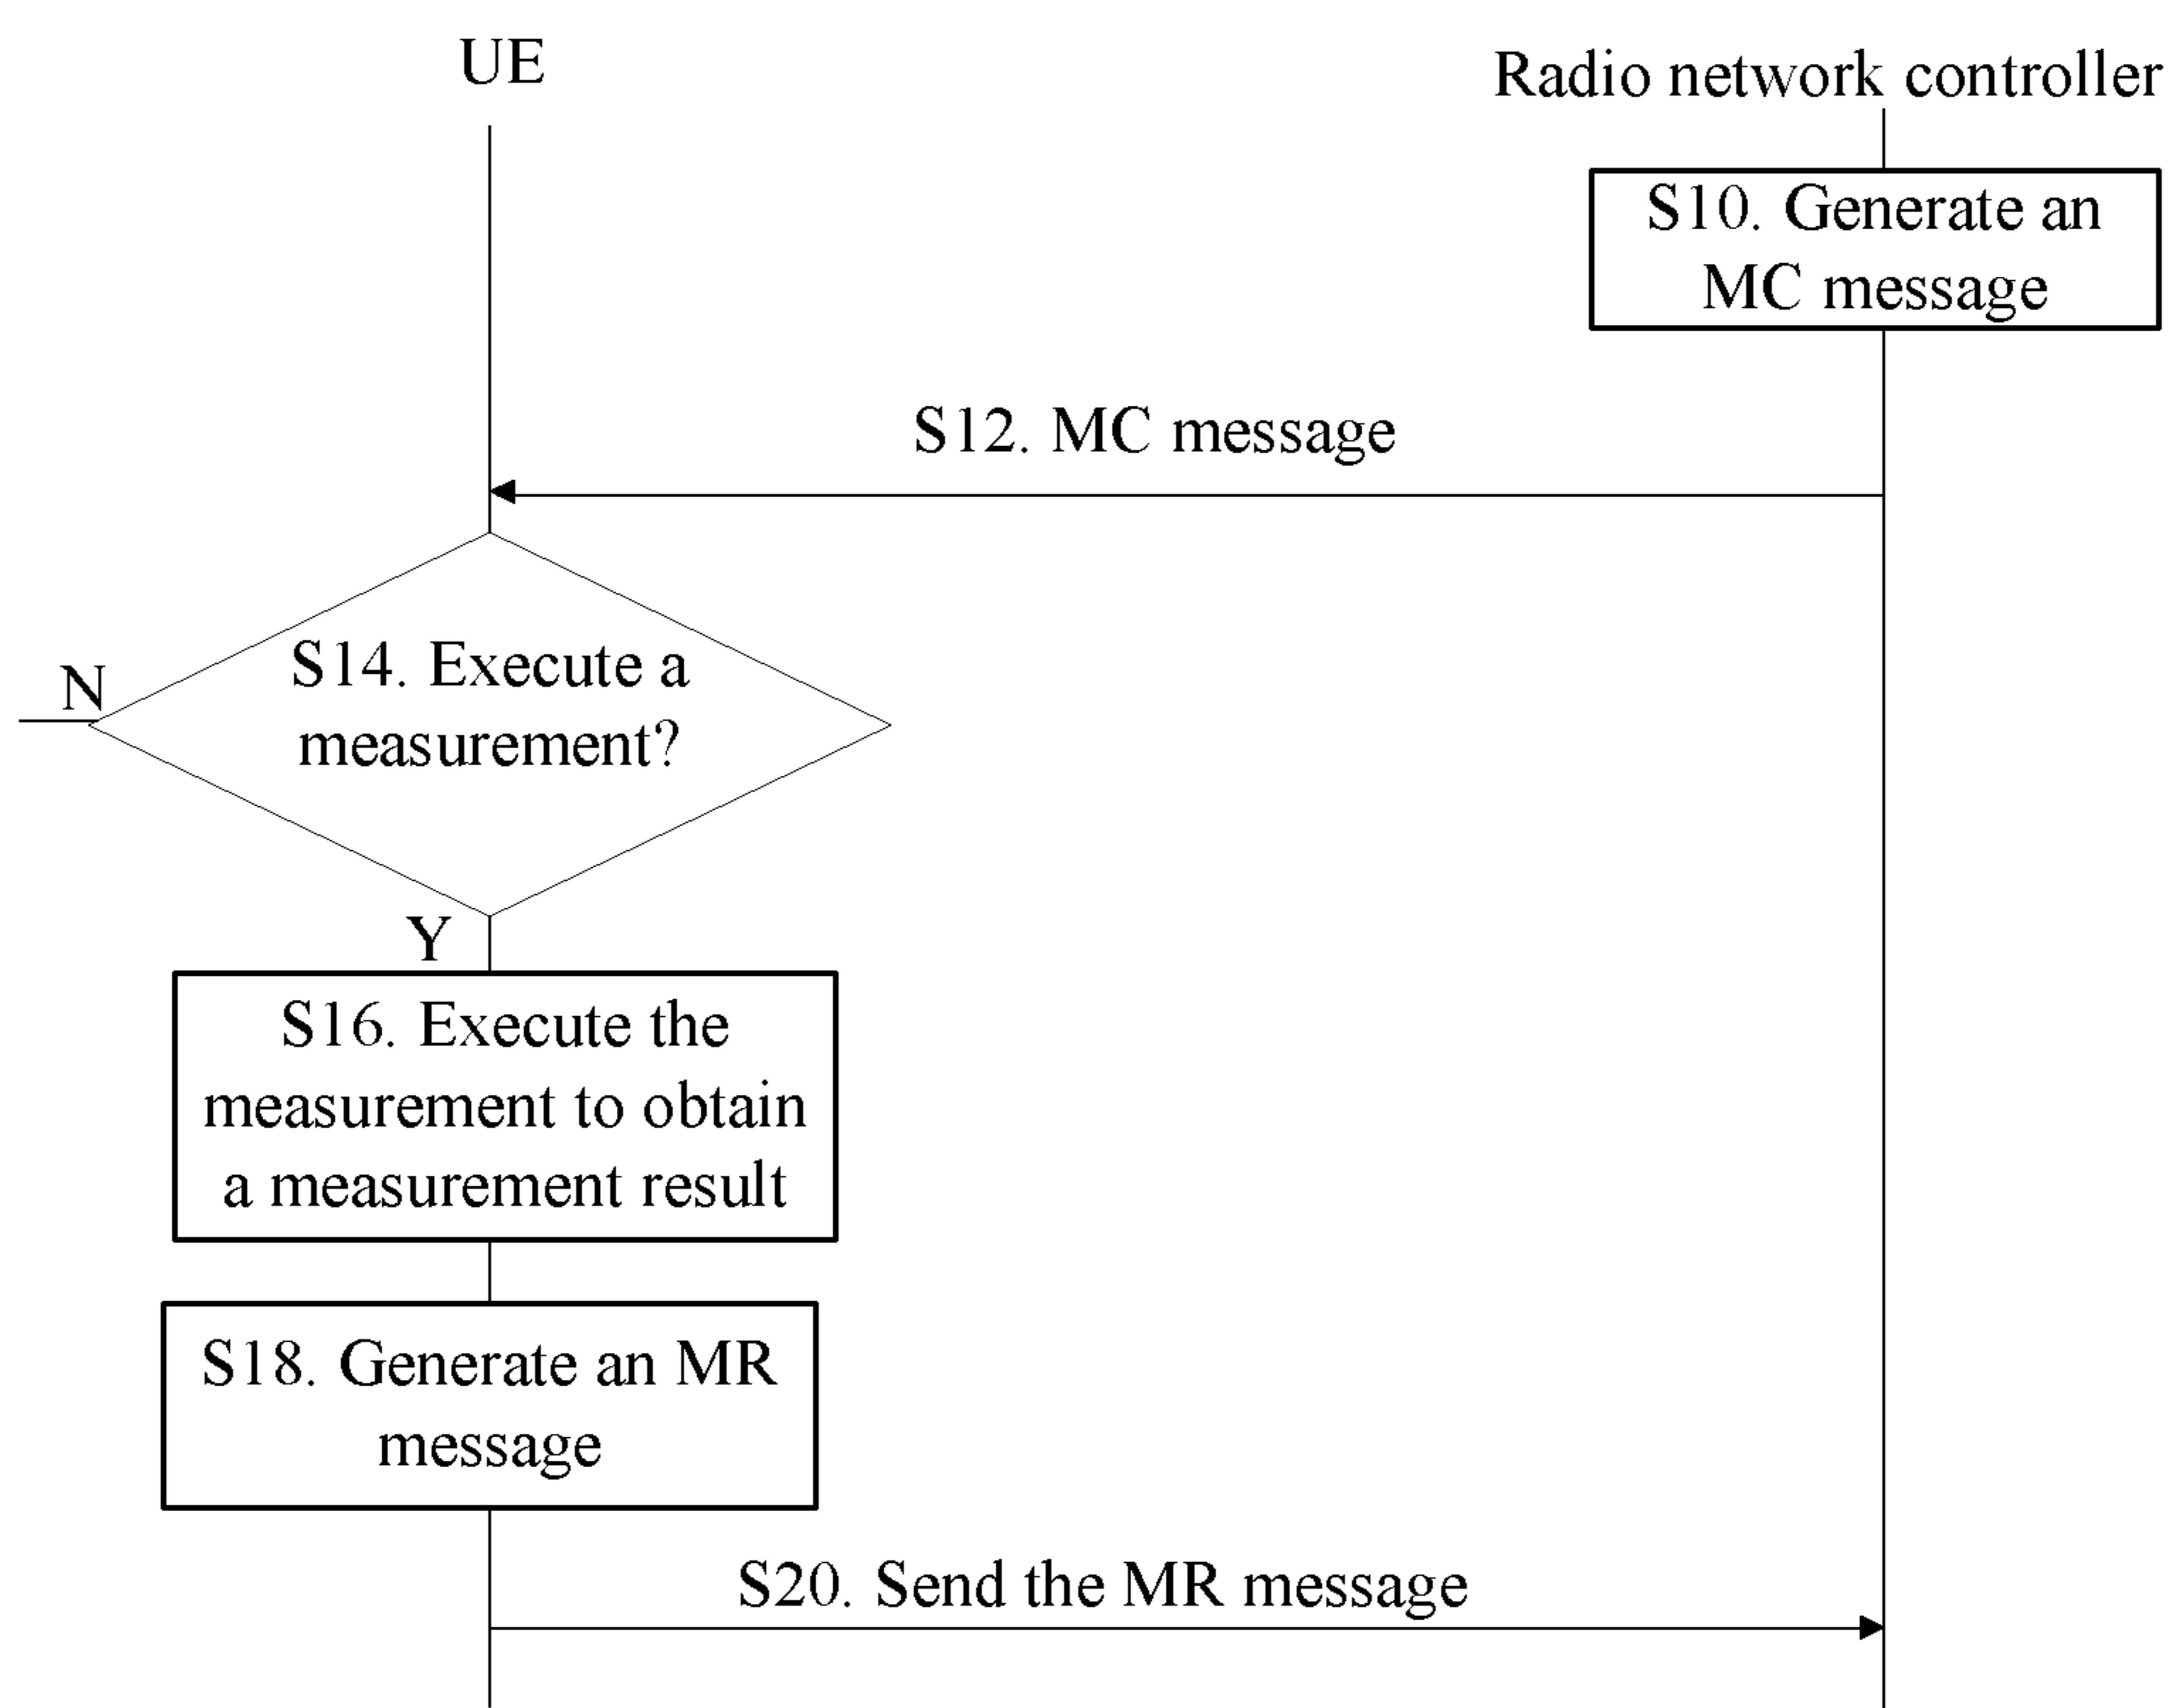 UE
Radio network controller
S10. Generate an
MC message
S12. MC message
S14. Execute a
measurement?
N
Y
S16. Execute the
measurement to obtain
a measurement result
S18. Generate an MR
message
S20. Send the MR message